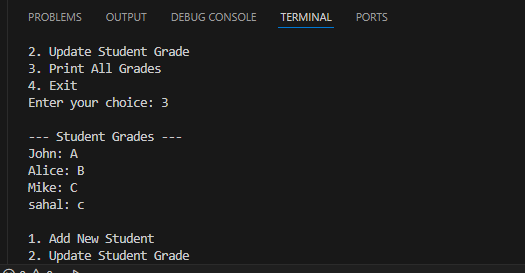 PROBLEMS OUTPUT DEBUG CONSOLE TERMINAL PORTS
2. Update Student Grade
3. Print All Grades
4. Exit
Enter your choice: 3
--- Student Grades ---
John: A
Alice: B
Mike: C
sahal: c
1. Add New Student
2. Update Student Grade